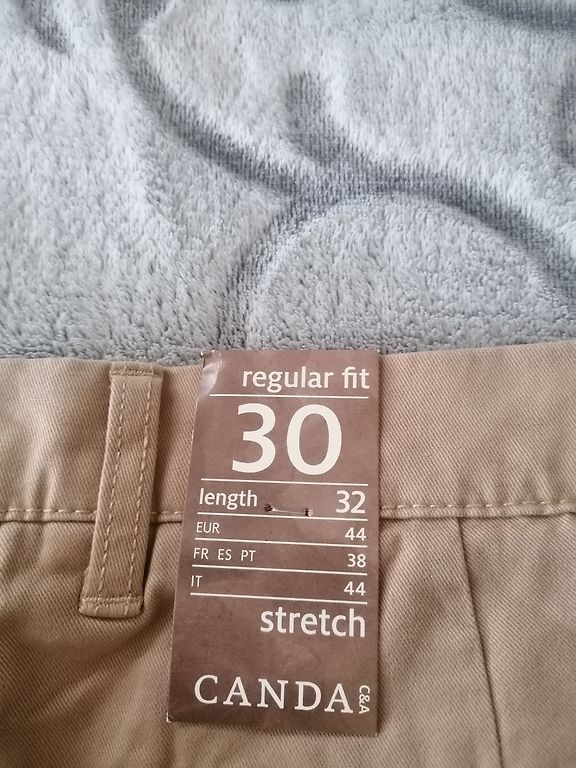 regular fit
30
length 32
EUR 44
FR ES PT 38
IT 44
stretch
CANDA C&A